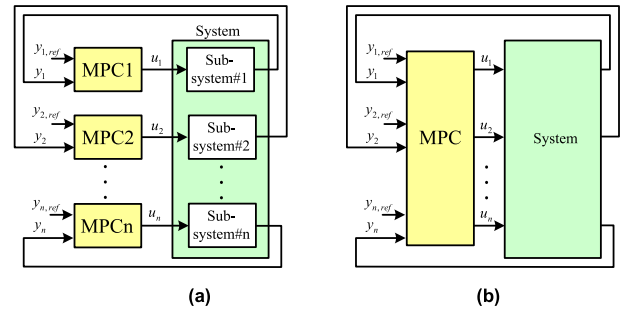 System
y1,ref
y1
MPC1
u1
Sub-
system#1
y2,ref
y2
MPC2
u2
Sub-
system#2
yn,ref
yn
MPCn
un
Sub-
system#n
(a)
y1,ref
y1
u1
y2,ref
y2
MPC
u2
System
yn,ref
yn
un
(b)